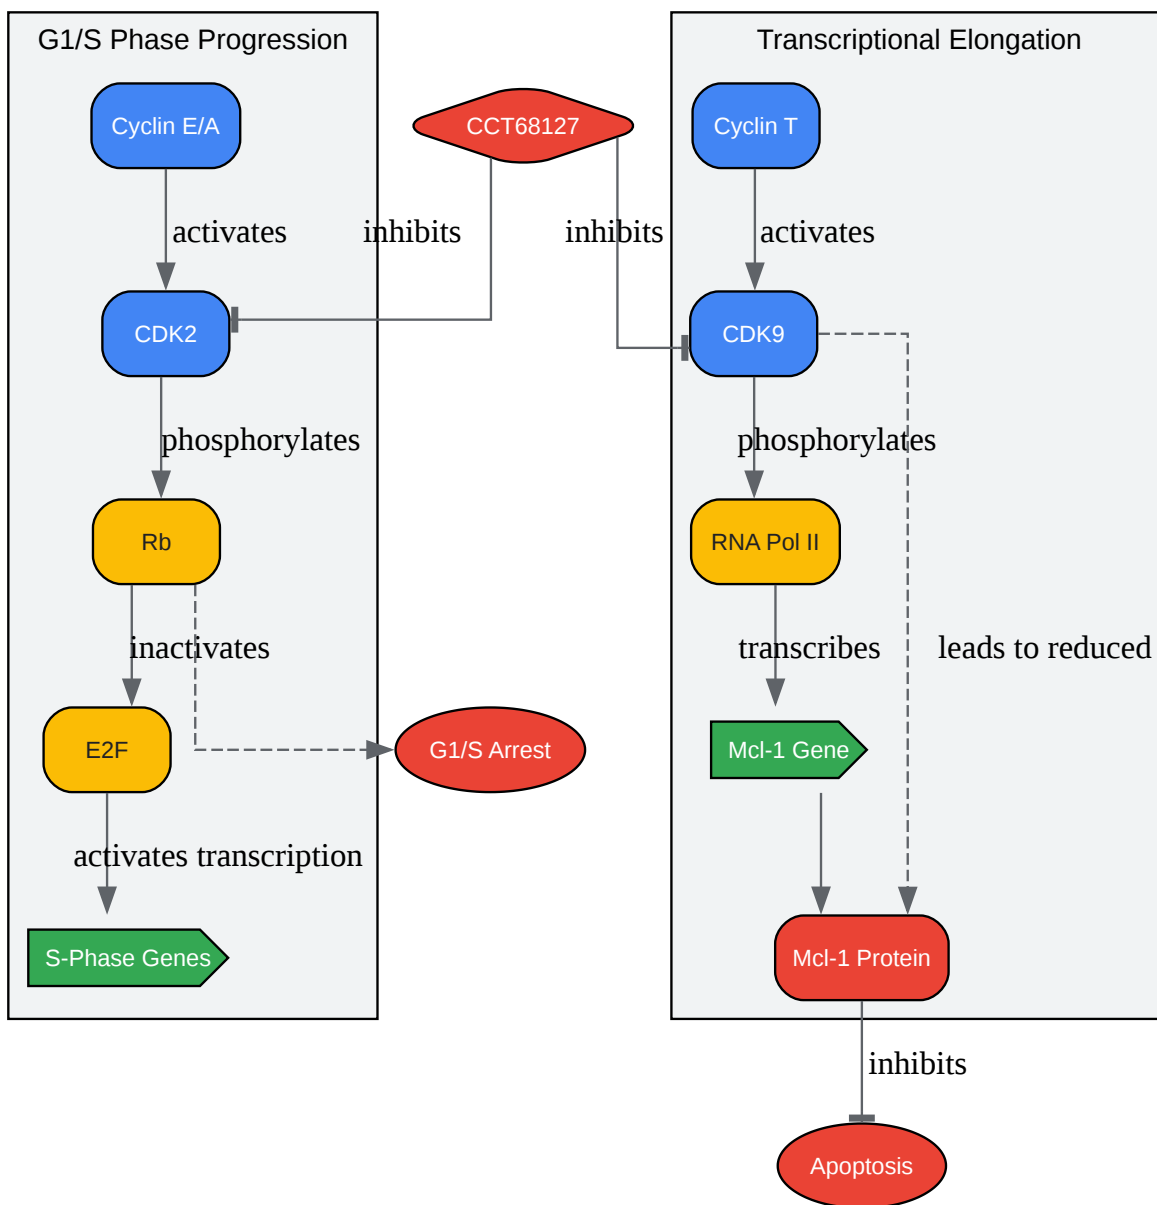 G1/S Phase Progression
Transcriptional Elongation
Cyclin E/A
CCT68127
Cyclin T
activates
inhibits
inhibits
activates
CDK2
CDK9
phosphorylates
phosphorylates
Rb
RNA Pol II
inactivates
transcribes
leads to reduced
E2F
G1/S Arrest
Mcl-1 Gene
activates transcription
S-Phase Genes
Mcl-1 Protein
inhibits
Apoptosis